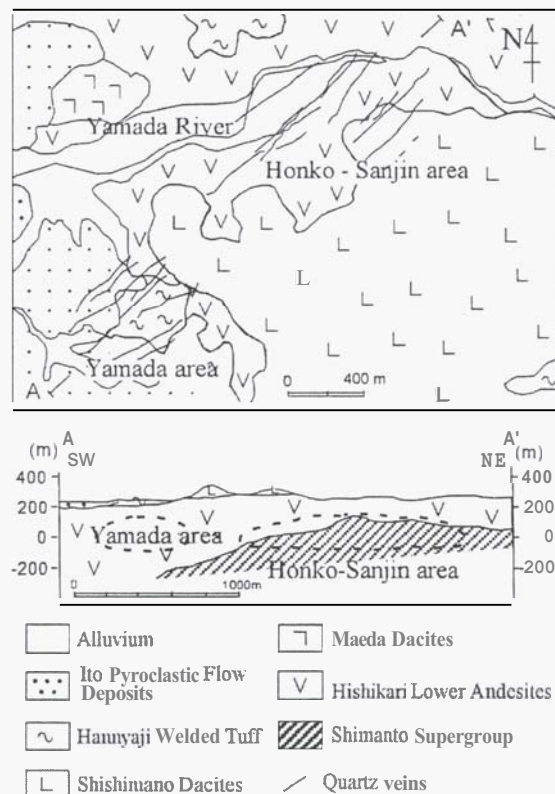 A'
N
Yamada River
Honko - Sanjin area
L
Yamada area
A
0 400 m
(m) A A' (m)
SW NE
400 400
200 200
0 0
-200 -200
Yamada area
Honko-Sanjin area
0 1000m
Alluvium
Maeda Dacites
Ito Pyroclastic Flow
Deposits
Hishikari Lower Andesites
Hannyaji Welded Tuff
Shimanto Supergroup
Shishimano Dacites
Quartz veins